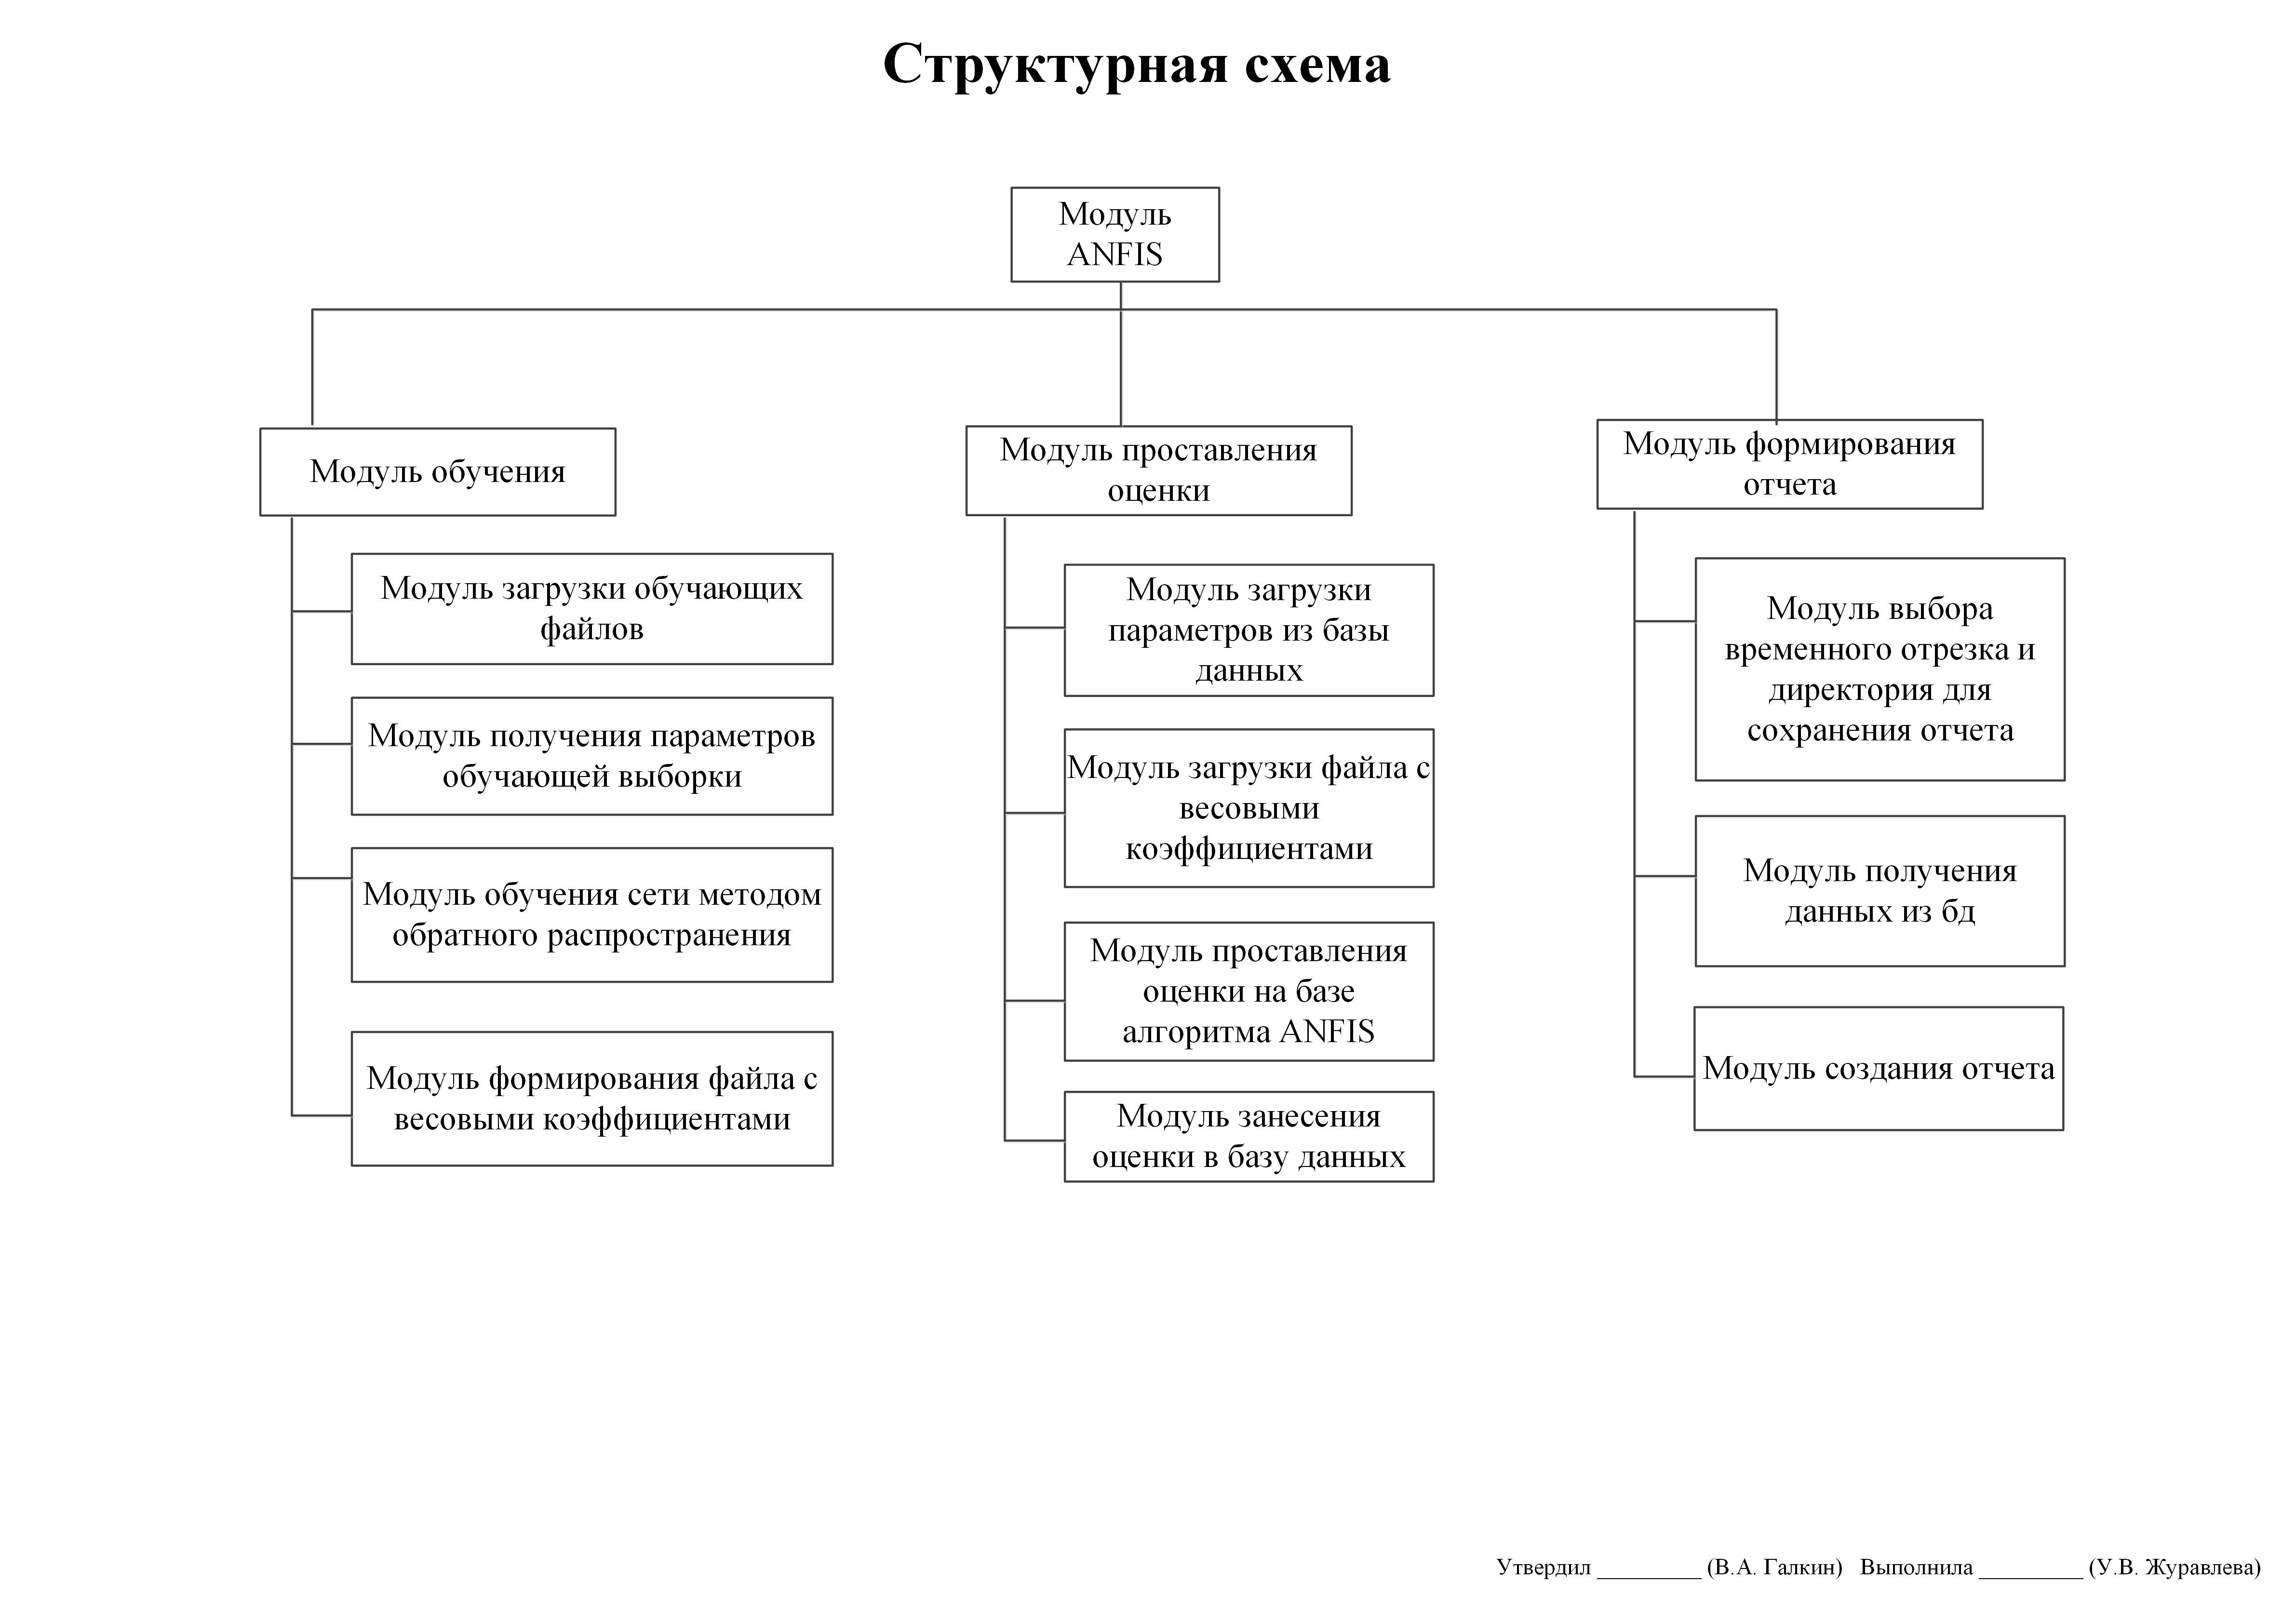 Структурная схема
Модуль
ANFIS
Модуль обучения
Модуль загрузки обучающих
файлов
Модуль получения параметров
обучающей выборки
Модуль обучения сети методом
обратного распространения
Модуль формирования файла с
весовыми коэффициентами
Модуль проставления
оценки
Модуль загрузки
параметров из базы
данных
Модуль загрузки файла с
весовыми
коэффициентами
Модуль проставления
оценки на базе
алгоритма ANFIS
Модуль занесения
оценки в базу данных
Модуль формирования
отчета
Модуль выбора
временного отрезка и
директория для
сохранения отчета
Модуль получения
данных из бд
Модуль создания отчета
Утвердил _________ (В.А. Галкин) Выполнила _________ (У.В. Журавлева)